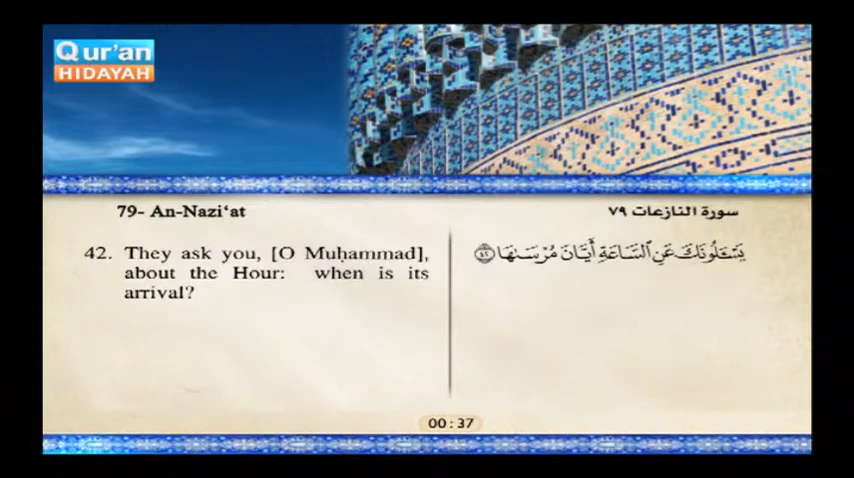 Qur'an
HIDAYAH
79- An-Nazi‘at
سورة النازعات ٧٩
42. They ask you, [O Muḥammad],
about the Hour: when is its
arrival?
يَسْـَٔلُونَكَ عَنِ ٱلسَّاعَةِ أَيَّانَ مُرْسَىٰهَا ٤٢
00 : 37